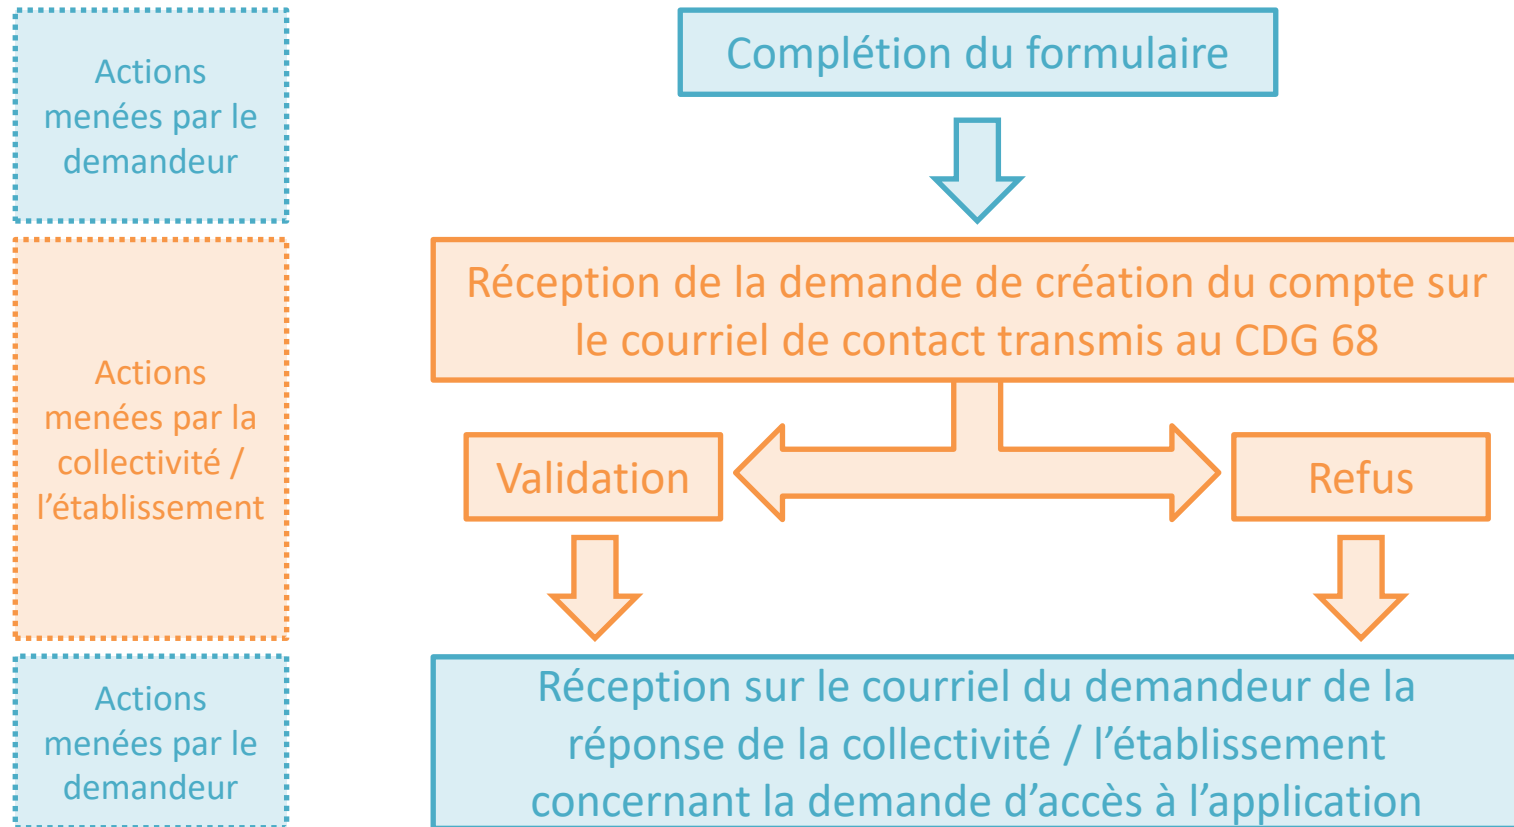 Actions
menées par le
demandeur
Complétion du formulaire
Actions
menées par la
collectivité /
l’établissement
Réception de la demande de création du compte sur
le courriel de contact transmis au CDG 68
Validation
Refus
Actions
menées par le
demandeur
Réception sur le courriel du demandeur de la
réponse de la collectivité / l’établissement
concernant la demande d’accès à l’application